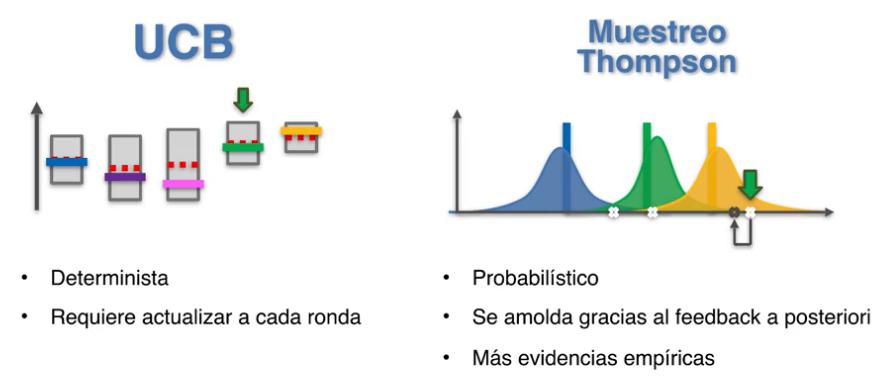 UCB
Determinista
Requiere actualizar a cada ronda
Muestreo
Thompson
Probabilístico
Se amolda gracias al feedback a posteriori
Más evidencias empíricas